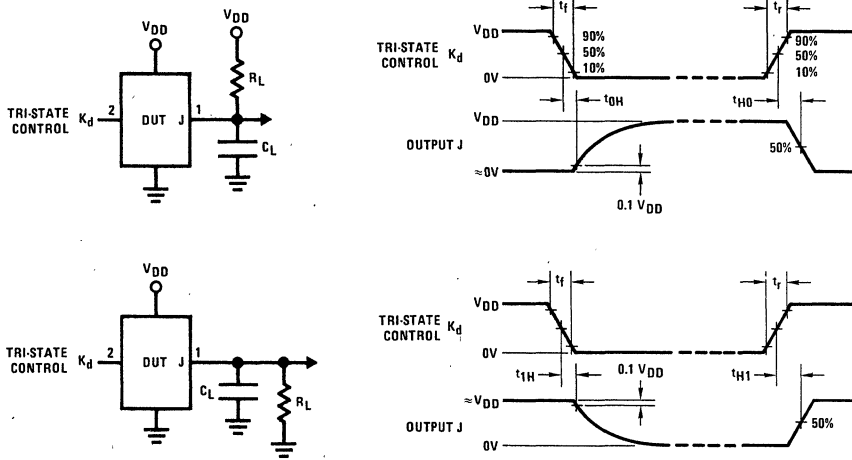 VDD
VDD
RL
TRI-STATE
CONTROL Kd 2 DUT J 1
CL
VDD
tf
tr
90%
50%
10%
90%
50%
10%
TRI-STATE
CONTROL Kd
0V
t0H
tH0
VDD
OUTPUT J
50%
≈0V
0.1 VDD
VDD
TRI-STATE
CONTROL Kd 2 DUT J 1
CL
RL
tf
tr
VDD
TRI-STATE
CONTROL Kd
0V
t1H
0.1 VDD
tH1
≈VDD
OUTPUT J
50%
0V